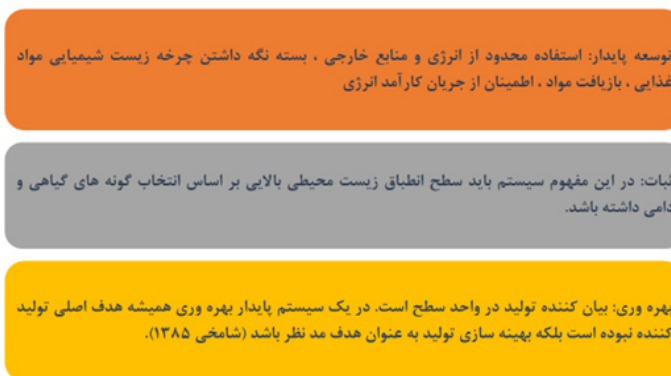 توسعه پایدار: استفاده محدود از انرژی و منابع خارجی ، بسته نگه داشتن چرخه زیست شیمیایی مواد
غذایی ، بازیافت مواد ، اطمینان از جریان کارآمد انرژی
ثبات: در این مفهوم سیستم باید سطح انطباق زیست محیطی بالایی بر اساس انتخاب گونه های گیاهی و
دامی داشته باشد.
بهره وری: بیان کننده تولید در واحد سطح است. در یک سیستم پایدار بهره وری همیشه هدف اصلی تولید
کننده نبوده است بلکه بهینه سازی تولید به عنوان هدف مد نظر باشد (شامخی ۱۳۸۵).